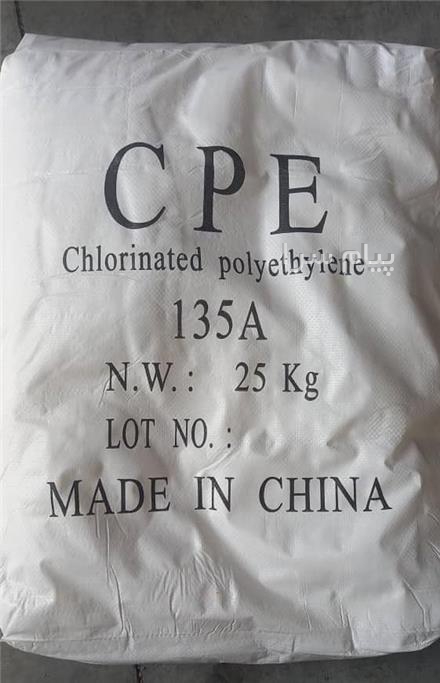 CPE
Chlorinated polyethylene
135A
N.W.: 25 Kg
LOT NO.:
MADE IN CHINA